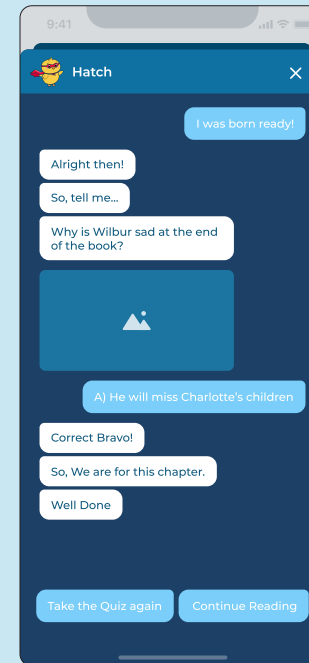 9:41
Hatch
I was born ready!
Alright then!
So, tell me...
Why is Wilbur sad at the end
of the book?
A) He will miss Charlotte's children
Correct Bravo!
So, We are for this chapter.
Well Done
Take the Quiz again
Continue Reading